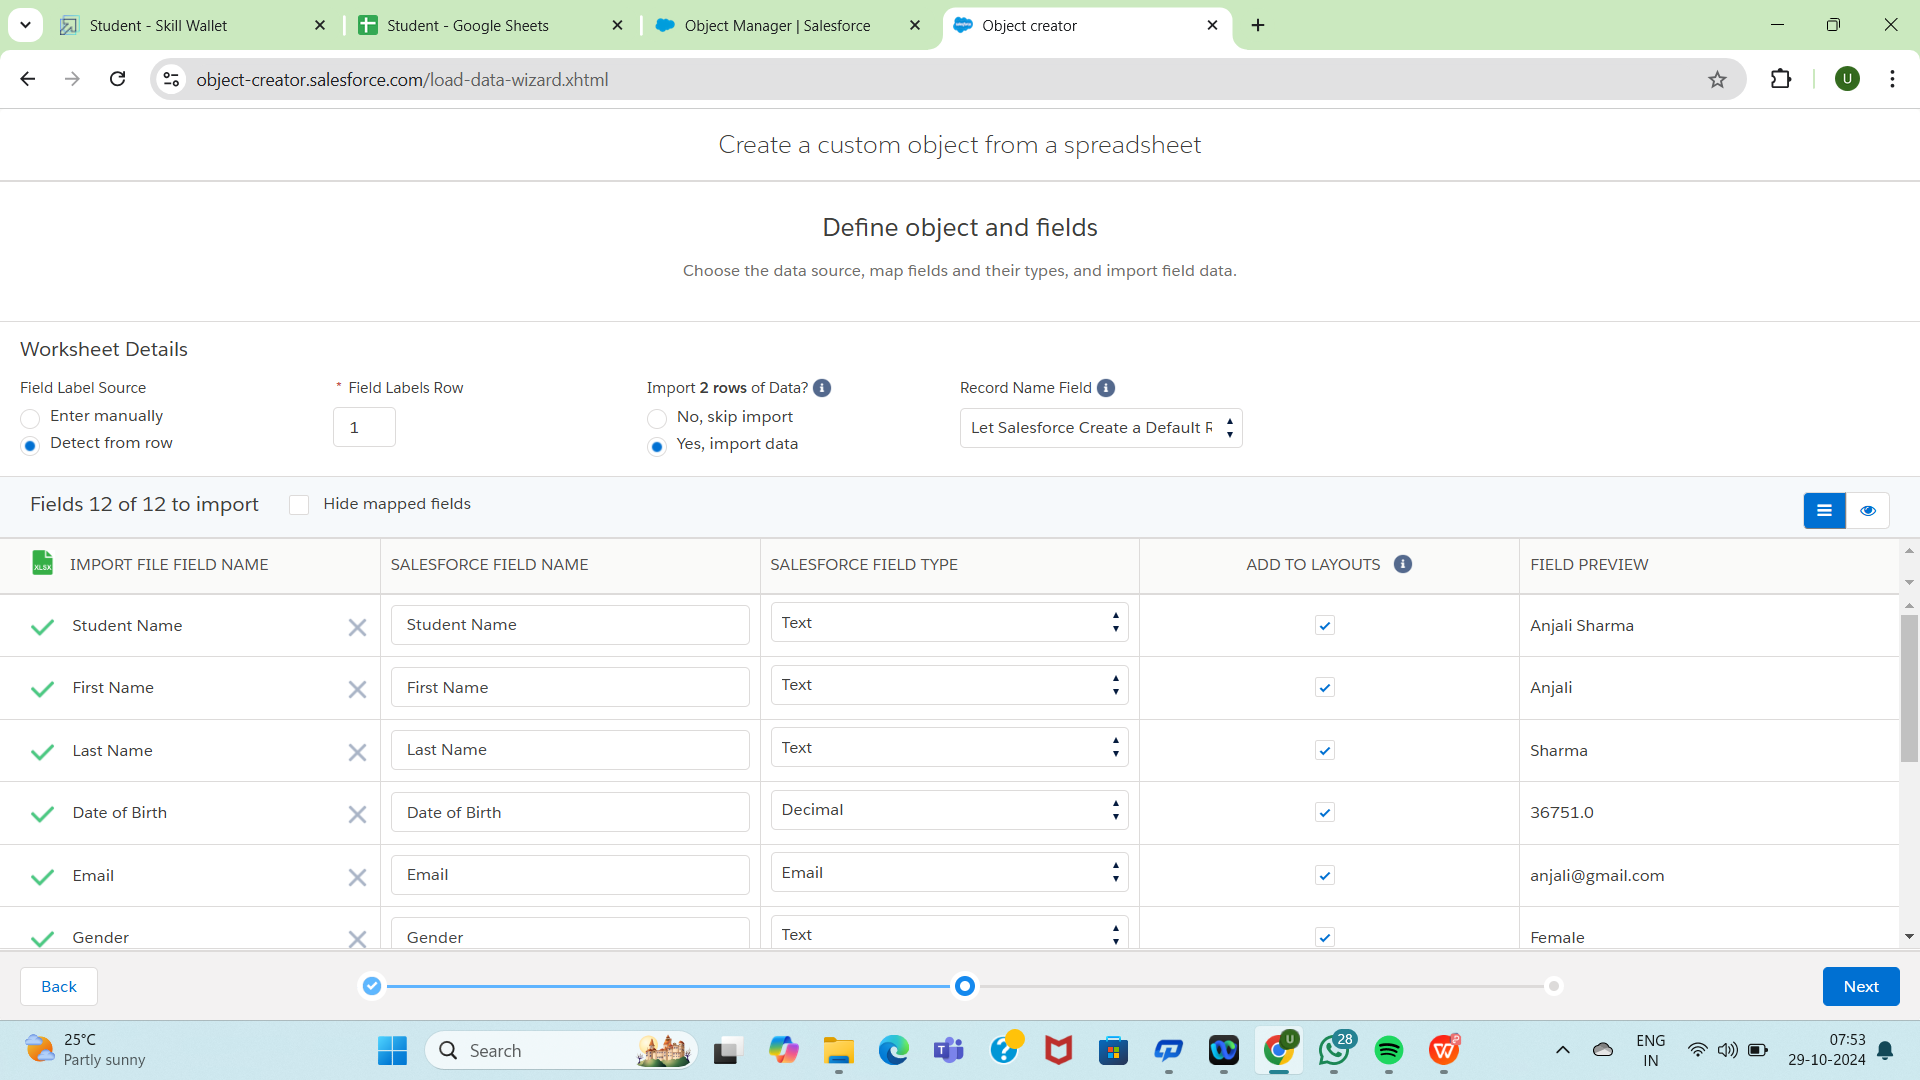 Student - Skill Wallet
Student - Google Sheets
Object Manager | Salesforce
Object creator
object-creator.salesforce.com/load-data-wizard.xhtml
U
Create a custom object from a spreadsheet
Define object and fields
Choose the data source, map fields and their types, and import field data.
Worksheet Details
Field Label Source
* Field Labels Row
Import 2 rows of Data?
Record Name Field
Enter manually
Detect from row
1
No, skip import
Yes, import data
Let Salesforce Create a Default R
Fields 12 of 12 to import
Hide mapped fields
XLSX IMPORT FILE FIELD NAME SALESFORCE FIELD NAME SALESFORCE FIELD TYPE ADD TO LAYOUTS FIELD PREVIEW
Student Name Student Name Text Anjali Sharma
First Name First Name Text Anjali
Last Name Last Name Text Sharma
Date of Birth Date of Birth Decimal 36751.0
Email Email Email anjali@gmail.com
Gender Gender Text Female
Back
Next
25°C
Partly sunny
Search
28
ENG
IN
07:53
29-10-2024